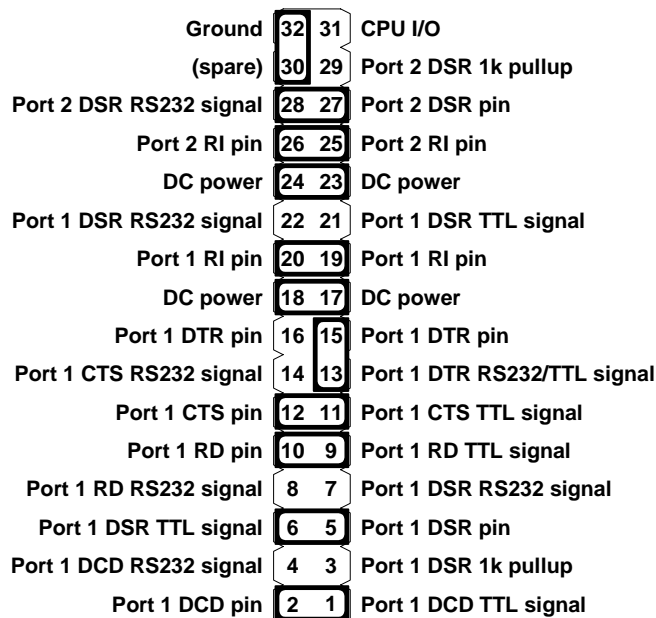 Ground 32 31 CPU I/O
(spare) 30 29 Port 2 DSR 1k pullup
Port 2 DSR RS232 signal 28 27 Port 2 DSR pin
Port 2 RI pin 26 25 Port 2 RI pin
DC power 24 23 DC power
Port 1 DSR RS232 signal 22 21 Port 1 DSR TTL signal
Port 1 RI pin 20 19 Port 1 RI pin
DC power 18 17 DC power
Port 1 DTR pin 16 15 Port 1 DTR pin
Port 1 CTS RS232 signal 14 13 Port 1 DTR RS232/TTL signal
Port 1 CTS pin 12 11 Port 1 CTS TTL signal
Port 1 RD pin 10 9 Port 1 RD TTL signal
Port 1 RD RS232 signal 8 7 Port 1 DSR RS232 signal
Port 1 DSR TTL signal 6 5 Port 1 DSR pin
Port 1 DCD RS232 signal 4 3 Port 1 DSR 1k pullup
Port 1 DCD pin 2 1 Port 1 DCD TTL signal